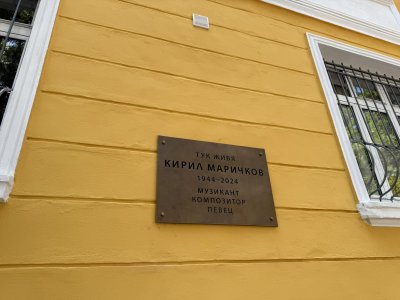 ТУК ЖИВЯ
КИРИЛ МАРИЧКОВ
1944-2024
МУЗИКАНТ
КОМПОЗИТОР
ПЕВЕЦ